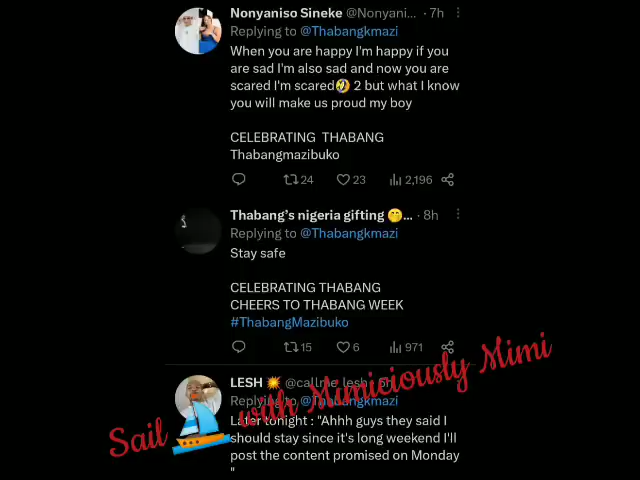 Nonyaniso Sineke @Nonyani... · 7h
Replying to @Thabangkmazi
When you are happy I'm happy if you
are sad I'm also sad and now you are
scared I'm scared🤣 2 but what I know
you will make us proud my boy
CELEBRATING THABANG
Thabangmazibuko
24 23 2,196
Thabang's nigeria gifting 🤭... · 8h
Replying to @Thabangkmazi
Stay safe
CELEBRATING THABANG
CHEERS TO THABANG WEEK
#ThabangMazibuko
15 6 971
LESH 💥 @callme_lesh · 6h
Replying to @Thabangkmazi
Later tonight : "Ahhh guys they said I
should stay since it's long weekend I'll
post the content promised on Monday
"
Sail ⛵ with Mimiciously Mimi